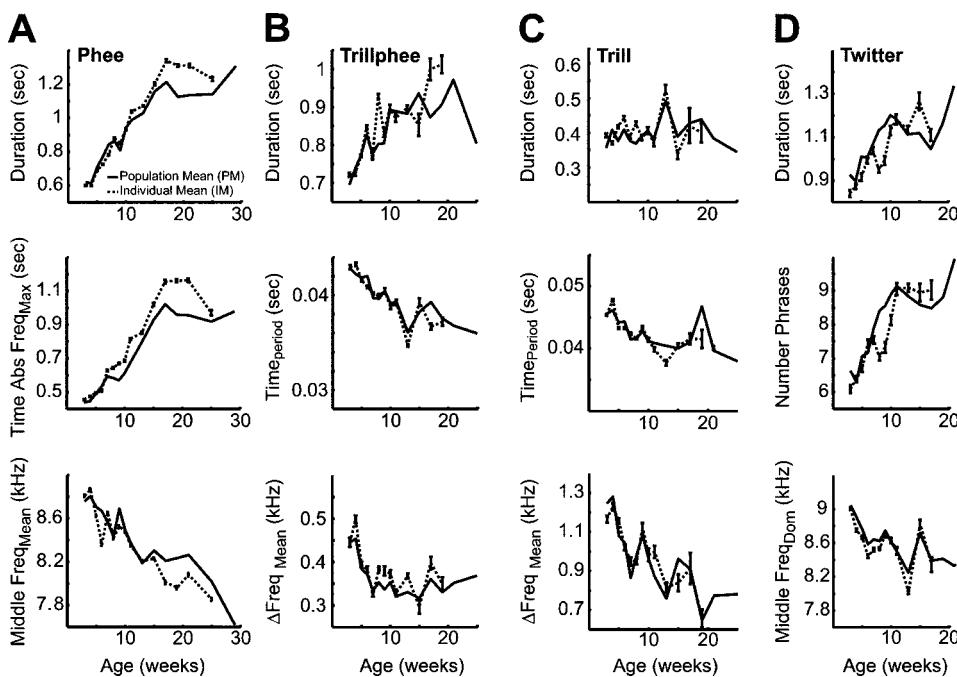 A
Phee
Duration (sec)
1.2
1.0
0.8
0.6
Population Mean (PM)
Individual Mean (IM)
10 20 30
B
Trillphee
Duration (sec)
1
0.9
0.8
0.7
10 20
C
Trill
Duration (sec)
0.6
0.5
0.4
0.3
10 20
D
Twitter
Duration (sec)
1.3
1.1
0.9
10 20
Time Abs FreqMax (sec)
1.1
0.9
0.7
0.5
10 20 30
Timeperiod (sec)
0.04
0.03
10 20
TimePeriod (sec)
0.05
0.04
10 20
Number Phrases
9
8
7
6
10 20
Middle FreqMean (kHz)
8.6
8.2
7.8
10 20 30
Age (weeks)
ΔFreq Mean (kHz)
0.5
0.4
0.3
10 20
Age (weeks)
ΔFreq Mean (kHz)
1.3
1.1
0.9
0.7
10 20
Age (weeks)
Middle FreqDom (kHz)
9
8.6
8.2
7.8
10 20
Age (weeks)